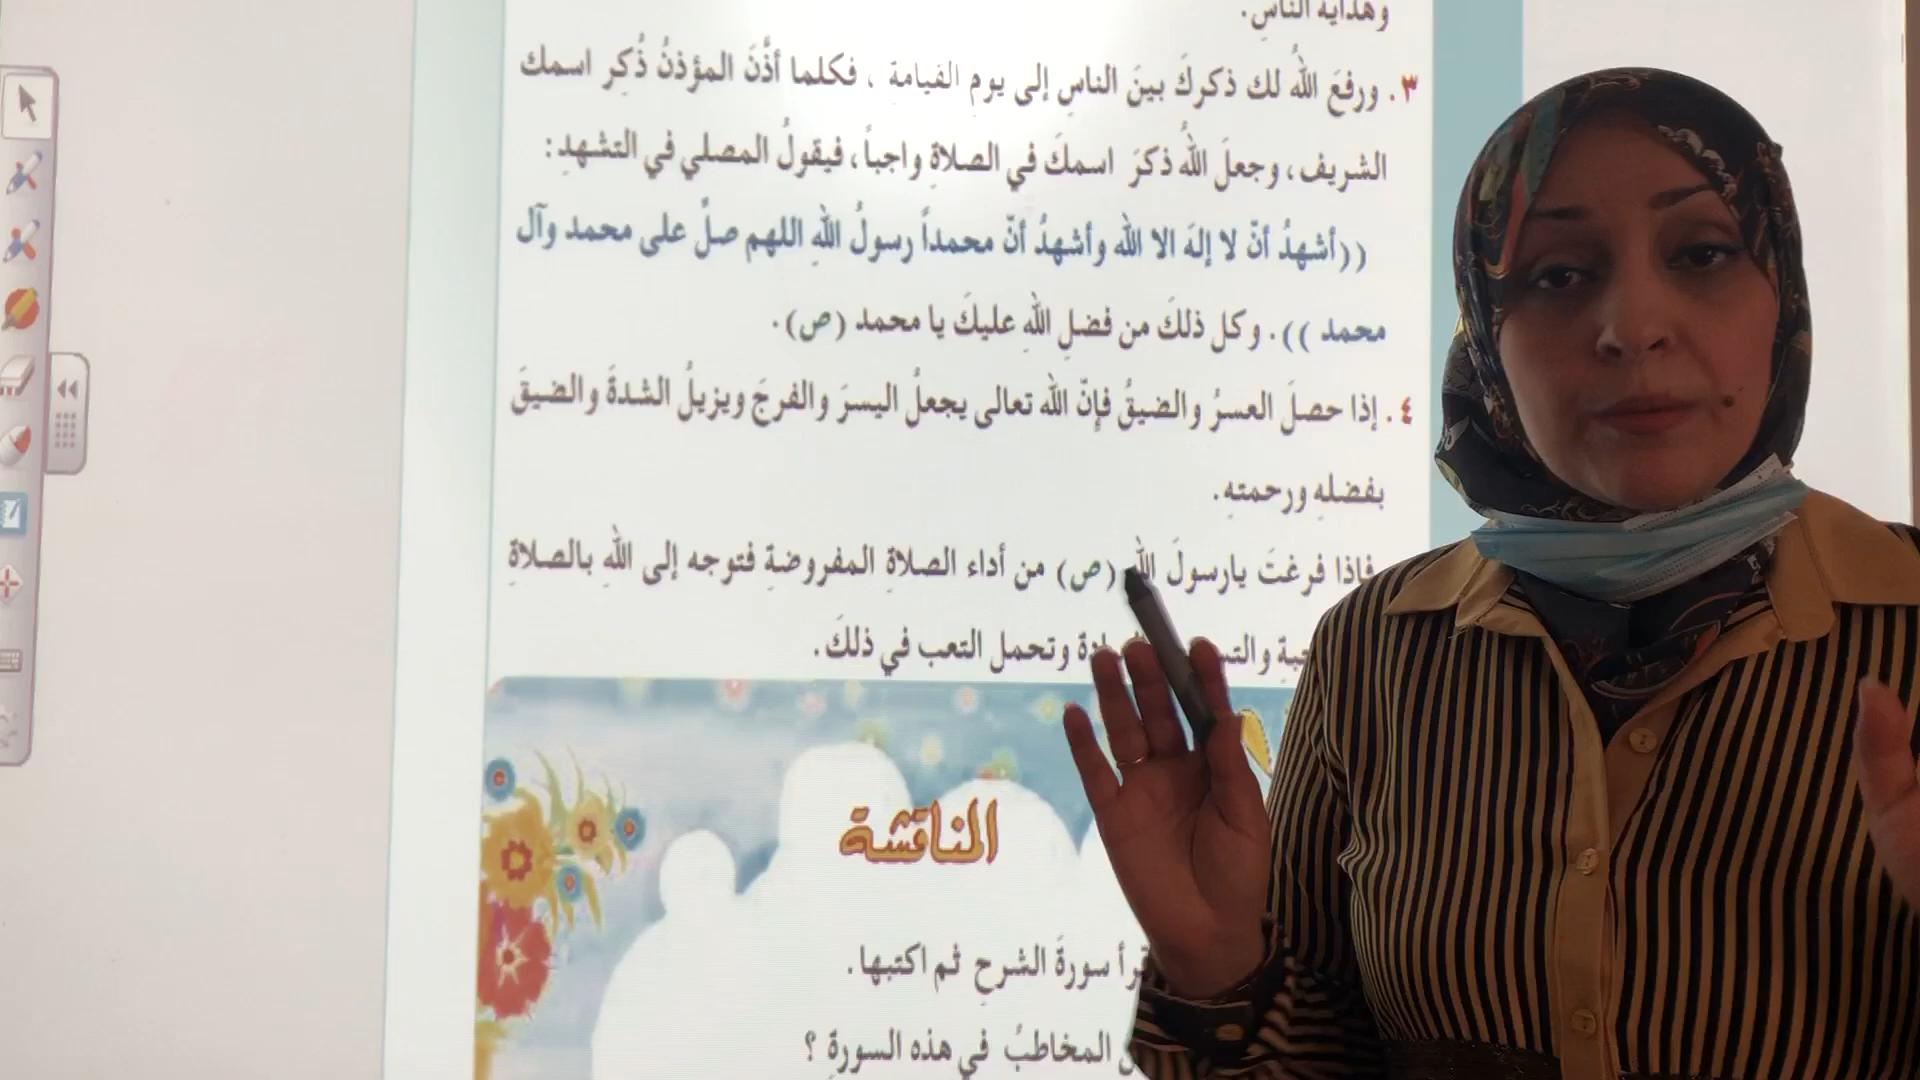 وهداية الناسِ.
٣. ورفعَ اللهُ لك ذكركَ بينَ الناسِ إلى يومِ القيامةِ ، فكلما أذَّنَ المؤذنُ ذُكِر اسمك
الشريف، وجعلَ اللهُ ذكرَ اسمكَ في الصلاةِ واجباً، فيقولُ المصلي في التشهدِ:
((أشهدُ أنّ لا إلهَ الا الله وأشهدُ أنّ محمداً رسولُ اللهِ اللهم صلِّ على محمد وآل
محمد )). وكل ذلكَ من فضلِ اللهِ عليكَ يا محمد (ص).
٤. إذا حصلَ العسرُ والضيقُ فإنّ الله تعالى يجعلُ اليسرَ والفرجَ ويزيلُ الشدةَ والضيقَ
بفضلهِ ورحمتهِ.
فإذا فرغتَ يارسولَ اللهِ (ص) من أداء الصلاةِ المفروضةِ فتوجه إلى اللهِ بالصلاةِ
وتحمل التعب في ذلكَ.
المناقشة
سورةَ الشرحِ ثم اكتبها.
المخاطبُ في هذه السورةِ ؟